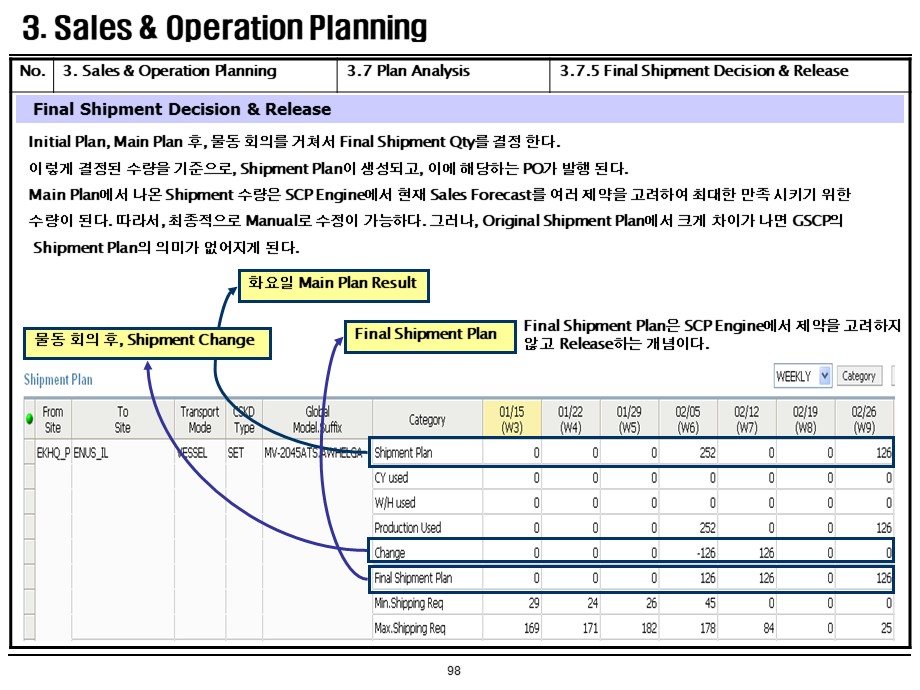 3. Sales & Operation Planning
No. 3. Sales & Operation Planning 3.7 Plan Analysis 3.7.5 Final Shipment Decision & Release
Final Shipment Decision & Release
Initial Plan, Main Plan 후, 물동 회의를 거쳐서 Final Shipment Qty를 결정 한다.
이렇게 결정된 수량을 기준으로, Shipment Plan이 생성되고, 이에 해당하는 PO가 발행 된다.
Main Plan에서 나온 Shipment 수량은 SCP Engine에서 현재 Sales Forecast를 여러 제약을 고려하여 최대한 만족 시키기 위한
수량이 된다. 따라서, 최종적으로 Manual로 수정이 가능하다. 그러나, Original Shipment Plan에서 크게 차이가 나면 GSCP의
Shipment Plan의 의미가 없어지게 된다.
화요일 Main Plan Result
물동 회의 후, Shipment Change
Final Shipment Plan
Final Shipment Plan은 SCP Engine에서 제약을 고려하지
않고 Release하는 개념이다.
Shipment Plan
WEEKLY Category
From Site To Site Transport Mode CSKD Type Global Model.Suffix Category 01/15 (W3) 01/22 (W4) 01/29 (W5) 02/05 (W6) 02/12 (W7) 02/19 (W8) 02/26 (W9)
EKHQ_P ENUS_IL VESSEL SET MV-2045ATS.AWHELGA Shipment Plan 0 0 0 252 0 0 126
CY used 0 0 0 0 0 0 0
W/H used 0 0 0 0 0 0 0
Production Used 0 0 0 252 0 0 126
Change 0 0 0 -126 126 0 0
Final Shipment Plan 0 0 0 126 126 0 126
Min.Shipping Req 29 24 26 45 0 0 0
Max.Shipping Req 169 171 182 178 84 0 25
98